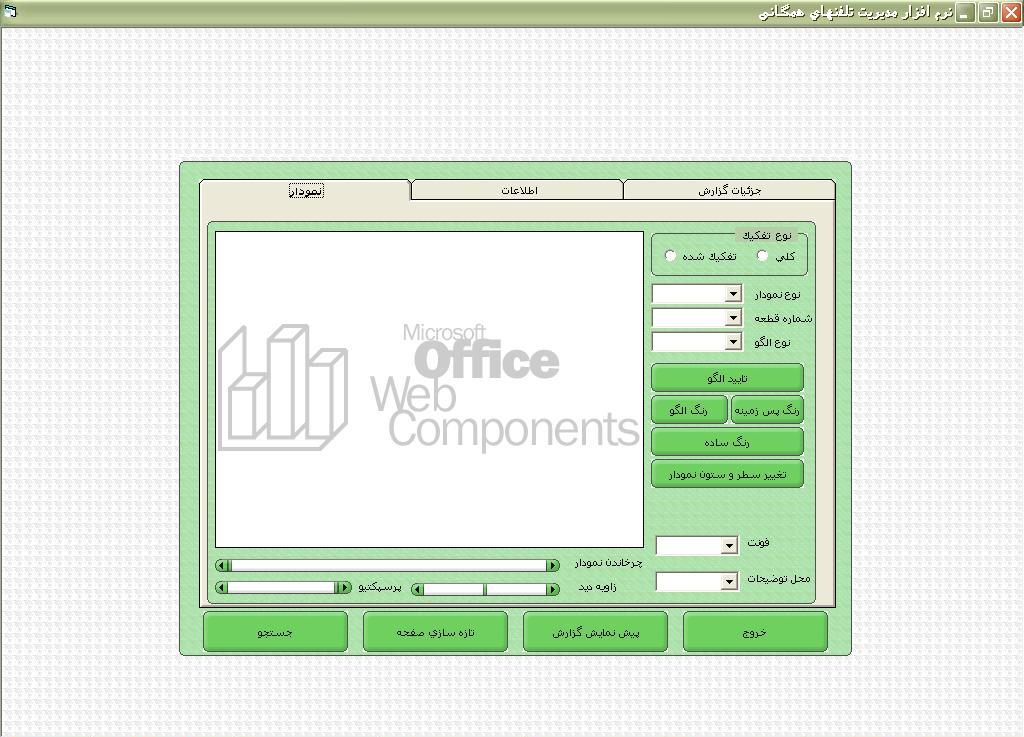 نرم افزار مديريت تلفنهاي همگاني
جزئيات گزارش
اطلاعات
نمودار
نوع تفكيك
كلي
تفكيك شده
نوع نمودار
شماره قطعه
نوع الگو
تاييد الگو
رنگ پس زمينه
رنگ الگو
رنگ ساده
تغيير سطر و ستون نمودار
Microsoft
Office
Web
Components
فونت
محل توضيحات
چرخاندن نمودار
زاويه ديد
پرسپكتيو
خروج
پيش نمايش گزارش
تازه سازي صفحه
جستجو